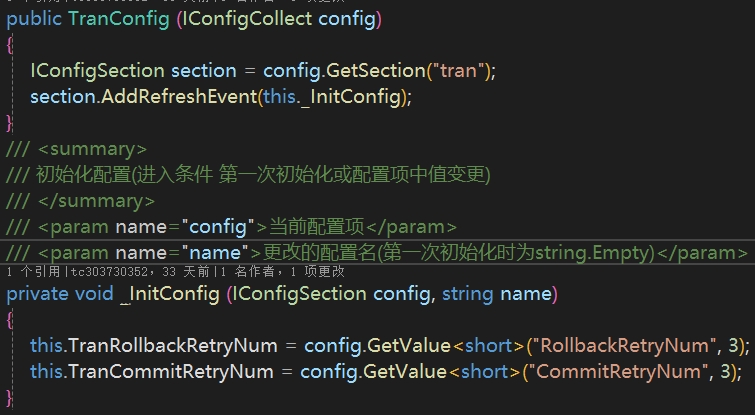 public TranConfig (IConfigCollect config)
{
IConfigSection section = config.GetSection("tran");
section.AddRefreshEvent(this._InitConfig);
}
/// <summary>
/// 初始化配置(进入条件 第一次初始化或配置项中值变更)
/// </summary>
/// <param name="config">当前配置项</param>
/// <param name="name">更改的配置名(第一次初始化时为string.Empty)</param>
1 个引用|tc303730352，33 天前|1 名作者，1 项更改
private void _InitConfig (IConfigSection config, string name)
{
this.TranRollbackRetryNum = config.GetValue<short>("RollbackRetryNum", 3);
this.TranCommitRetryNum = config.GetValue<short>("CommitRetryNum", 3);
}